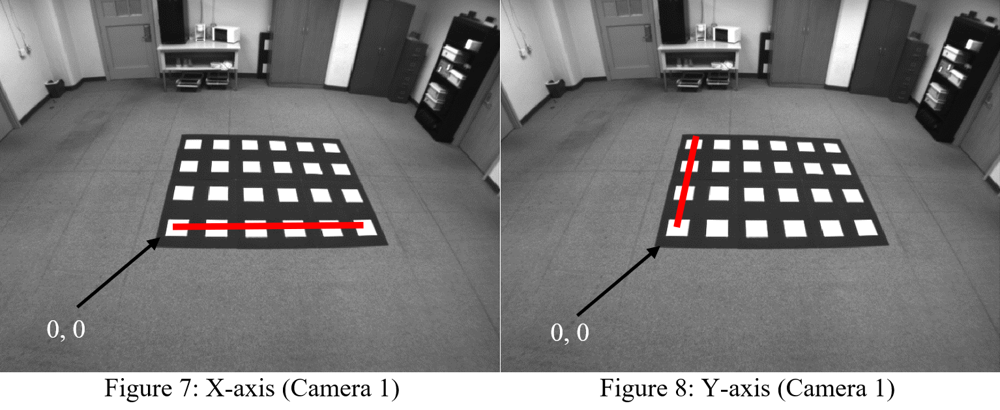 0, 0
0, 0
Figure 7: X-axis (Camera 1)
Figure 8: Y-axis (Camera 1)